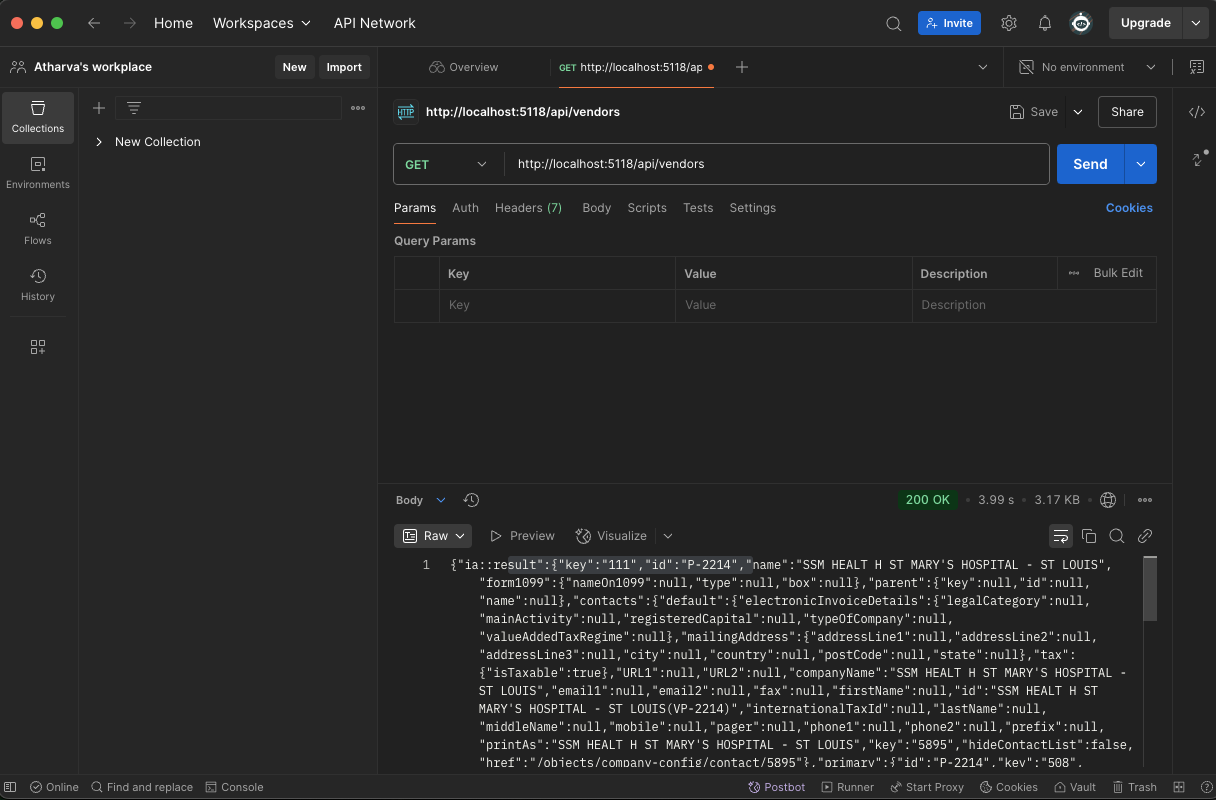 Home Workspaces API Network Invite Upgrade
Atharva's workplace New Import Overview GET http://localhost:5118/ap No environment
Collections
Environments
Flows
History
New Collection
HTTP http://localhost:5118/api/vendors Save Share
GET http://localhost:5118/api/vendors Send
Params Auth Headers (7) Body Scripts Tests Settings Cookies
Query Params
Key Value Description Bulk Edit
Key Value Description
Body 200 OK 3.99 s 3.17 KB
Raw Preview Visualize
1 {"ia::result":{"key":"111","id":"P-2214","name":"SSM HEALT H ST MARY'S HOSPITAL - ST LOUIS",
"form1099":{"nameOn1099":null,"type":null,"box":null},"parent":{"key":null,"id":null,
"name":null},"contacts":{"default":{"electronicInvoiceDetails":{"legalCategory":null,
"mainActivity":null,"registeredCapital":null,"typeOfCompany":null,
"valueAddedTaxRegime":null},"mailingAddress":{"addressLine1":null,"addressLine2":null,
"addressLine3":null,"city":null,"country":null,"postCode":null,"state":null},"tax":
{"isTaxable":true},"URL1":null,"URL2":null,"companyName":"SSM HEALT H ST MARY'S HOSPITAL -
ST LOUIS","email1":null,"email2":null,"fax":null,"firstName":null,"id":"SSM HEALT H ST
MARY'S HOSPITAL - ST LOUIS(VP-2214)","internationalTaxId":null,"lastName":null,
"middleName":null,"mobile":null,"pager":null,"phone1":null,"phone2":null,"prefix":null,
"printAs":"SSM HEALT H ST MARY'S HOSPITAL - ST LOUIS","key":"5895","hideContactList":false,
"href":"/objects/company-config/contact/5895"},"primary":{"id":"P-2214","key":"508",
Online Find and replace Console Postbot Runner Start Proxy Cookies Vault Trash